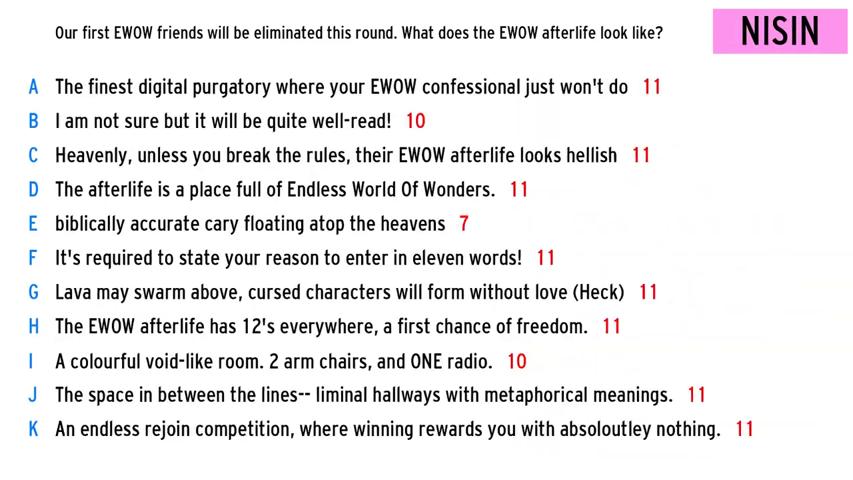 Our first EWOW friends will be eliminated this round. What does the EWOW afterlife look like?
NISIN
A The finest digital purgatory where your EWOW confessional just won't do 11
B I am not sure but it will be quite well-read! 10
C Heavenly, unless you break the rules, their EWOW afterlife looks hellish 11
D The afterlife is a place full of Endless World Of Wonders. 11
E biblically accurate cary floating atop the heavens 7
F It's required to state your reason to enter in eleven words! 11
G Lava may swarm above, cursed characters will form without love (Heck) 11
H The EWOW afterlife has 12's everywhere, a first chance of freedom. 11
I A colourful void-like room. 2 arm chairs, and ONE radio. 10
J The space in between the lines-- liminal hallways with metaphorical meanings. 11
K An endless rejoin competition, where winning rewards you with absoloutley nothing. 11